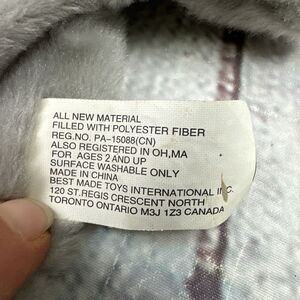 ALL NEW MATERIAL
FILLED WITH POLYESTER FIBER
REG.NO. PA-15088(CN)
ALSO REGISTERED IN OH,MA
FOR AGES 2 AND UP
SURFACE WASHABLE ONLY
MADE IN CHINA
BEST MADE TOYS INTERNATIONAL INC.
120 ST.REGIS CRESCENT NORTH
TORONTO ONTARIO M3J 1Z3 CANADA